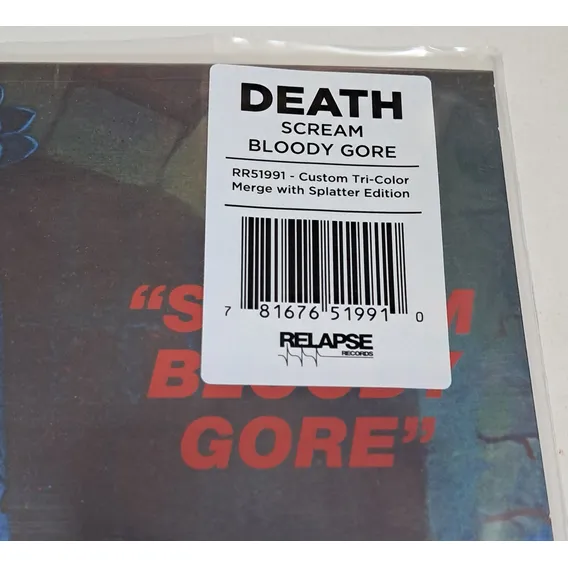 DEATH
SCREAM
BLOODY GORE
RR51991 - Custom Tri-Color
Merge with Splatter Edition
7 81676 51991 0
RELAPSE
RECORDS
GORE”